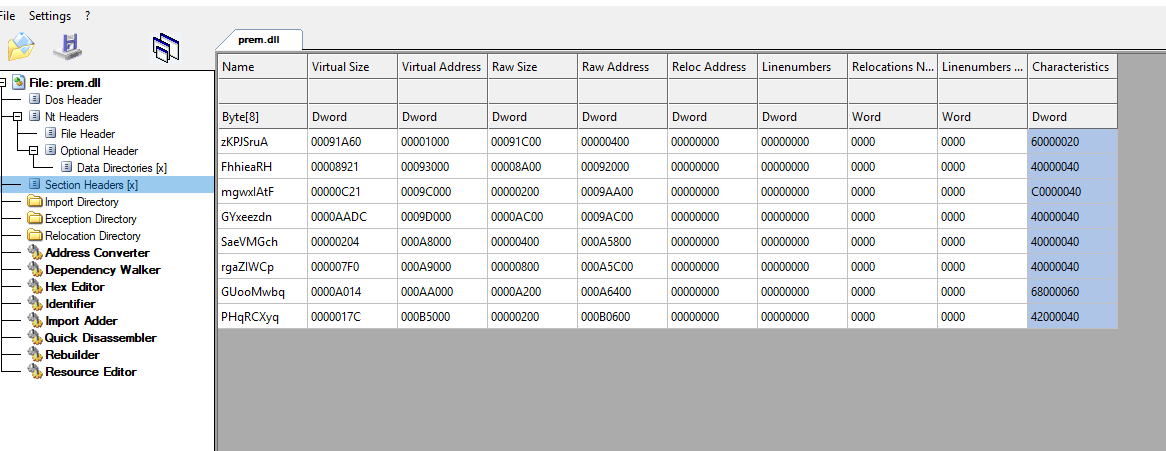 File Settings ?
prem.dll
File: prem.dll
Dos Header
Nt Headers
File Header
Optional Header
Data Directories [x]
Section Headers [x]
Import Directory
Exception Directory
Relocation Directory
Address Converter
Dependency Walker
Hex Editor
Identifier
Import Adder
Quick Disassembler
Rebuilder
Resource Editor
Name Virtual Size Virtual Address Raw Size Raw Address Reloc Address Linenumbers Relocations N... Linenumbers ... Characteristics
Byte[8] Dword Dword Dword Dword Dword Dword Word Word Dword
zKPJSruA 00091A60 00001000 00091C00 00000400 00000000 00000000 0000 0000 60000020
FhhieaRH 00008921 00093000 00008A00 00092000 00000000 00000000 0000 0000 40000040
mgwxlAtF 00000C21 0009C000 00000200 0009AA00 00000000 00000000 0000 0000 C0000040
GYxeezdn 0000AADC 0009D000 0000AC00 0009AC00 00000000 00000000 0000 0000 40000040
SaeVMGch 00000204 000A8000 00000400 000A5800 00000000 00000000 0000 0000 40000040
rgaZlWCp 000007F0 000A9000 00000800 000A5C00 00000000 00000000 0000 0000 40000040
GUooMwbq 0000A014 000AA000 0000A200 000A6400 00000000 00000000 0000 0000 68000060
PHqRCXyq 0000017C 000B5000 00000200 000B0600 00000000 00000000 0000 0000 42000040